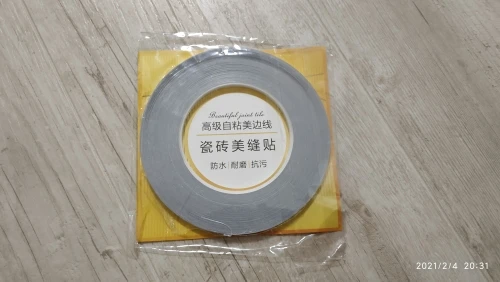 Beautiful joint tile
高级自粘美边线
瓷砖美缝贴
防水|耐磨|抗污
2021/2/4 20:31